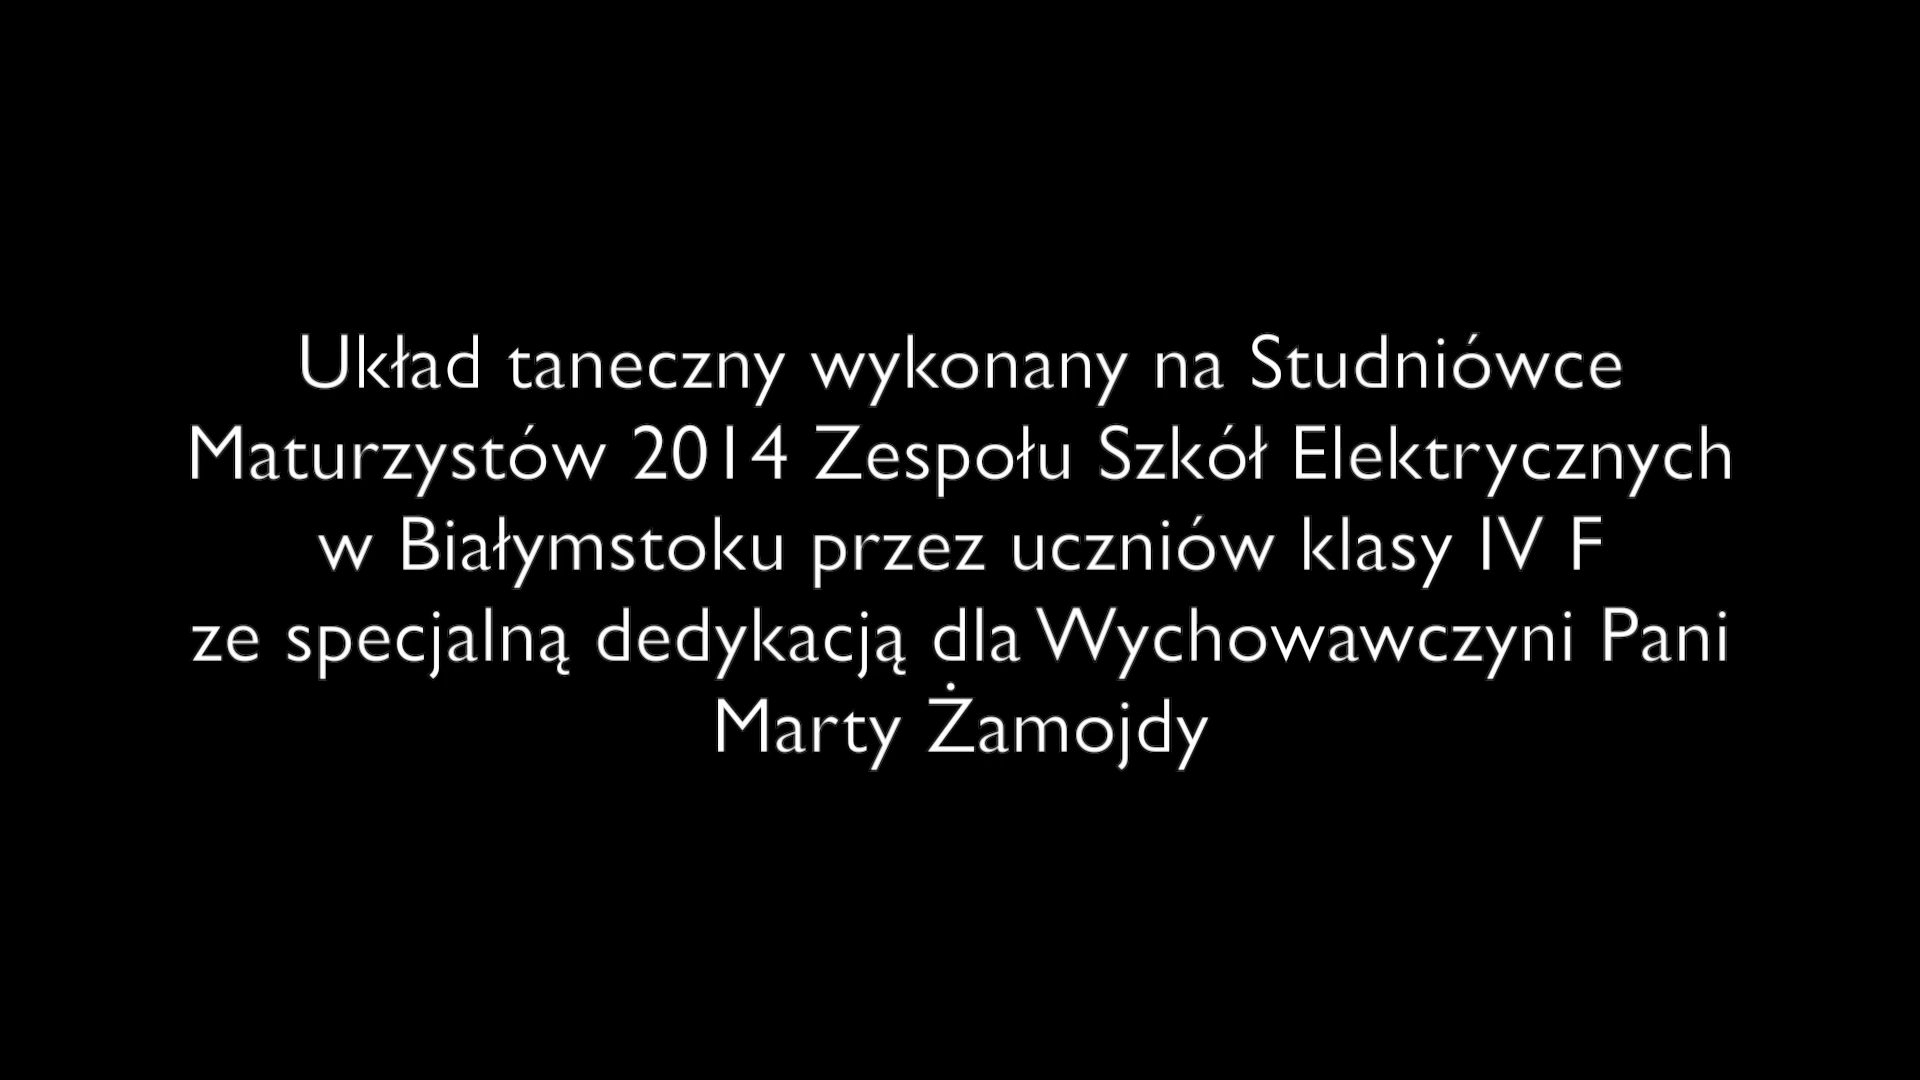 Układ taneczny wykonany na Studniówce
Maturzystów 2014 Zespołu Szkół Elektrycznych
w Białymstoku przez uczniów klasy IV F
ze specjalną dedykacją dla Wychowawczyni Pani
Marty Żamojdy